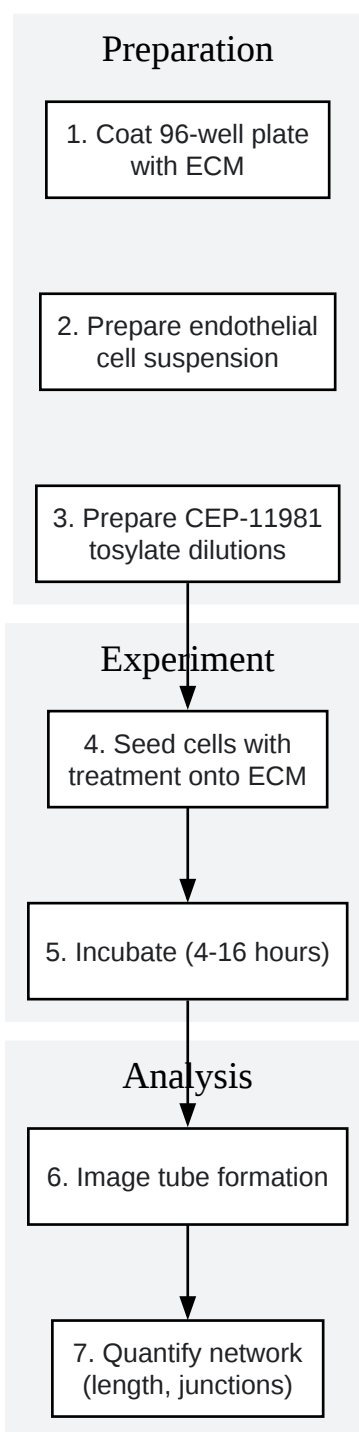 Preparation
1. Coat 96-well plate
with ECM
2. Prepare endothelial
cell suspension
3. Prepare CEP-11981
tosylate dilutions
Experiment
4. Seed cells with
treatment onto ECM
5. Incubate (4-16 hours)
Analysis
6. Image tube formation
7. Quantify network
(length, junctions)